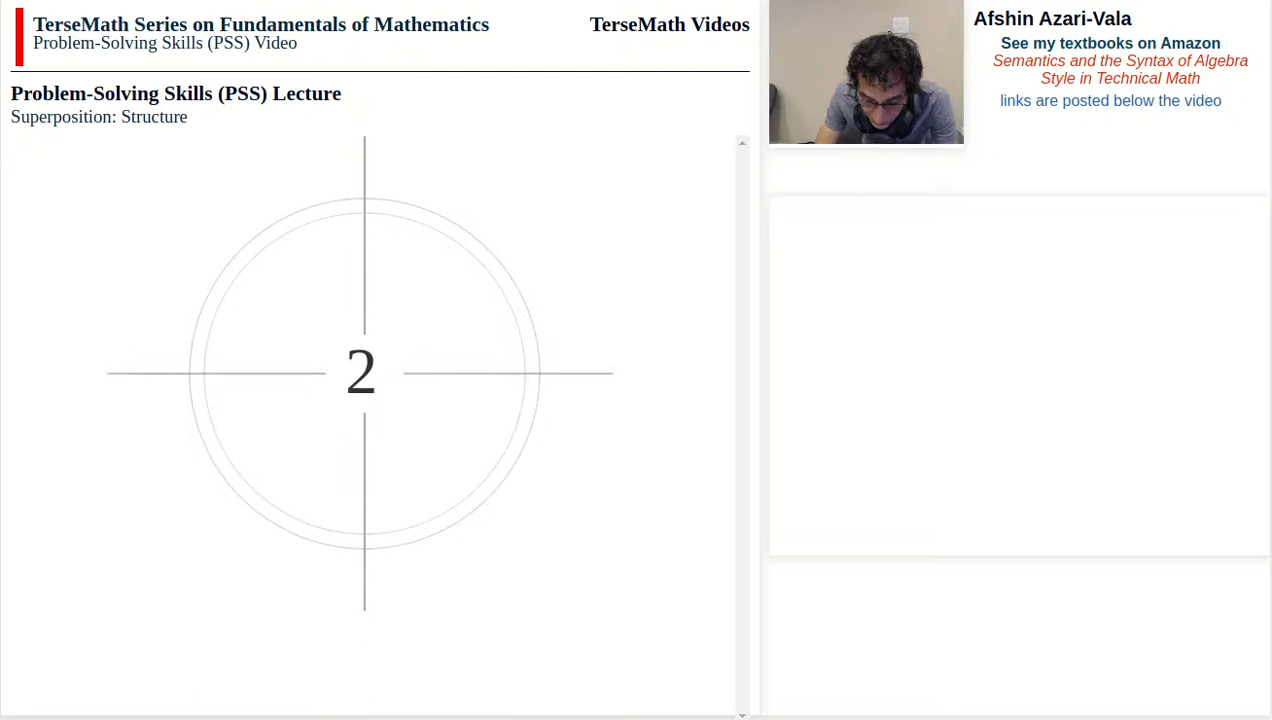 TerseMath Series on Fundamentals of Mathematics
Problem-Solving Skills (PSS) Video
TerseMath Videos
Problem-Solving Skills (PSS) Lecture
Superposition: Structure
2
Afshin Azari-Vala
See my textbooks on Amazon
Semantics and the Syntax of Algebra
Style in Technical Math
links are posted below the video